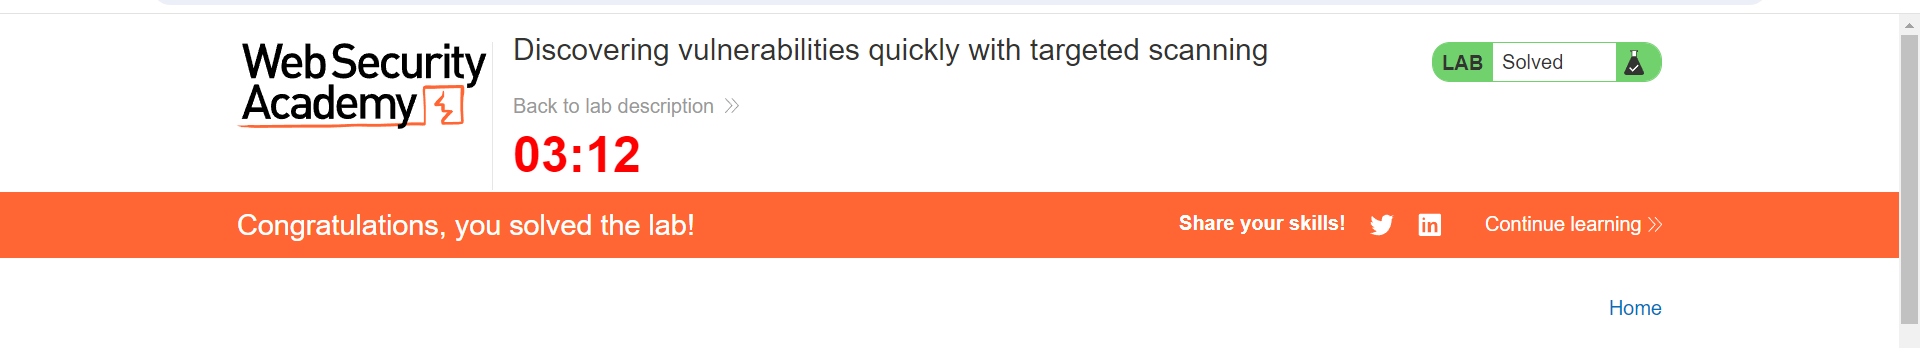 Web Security
Academy
Discovering vulnerabilities quickly with targeted scanning
Back to lab description
03:12
LAB Solved
Congratulations, you solved the lab!
Share your skills!
in
Continue learning
Home